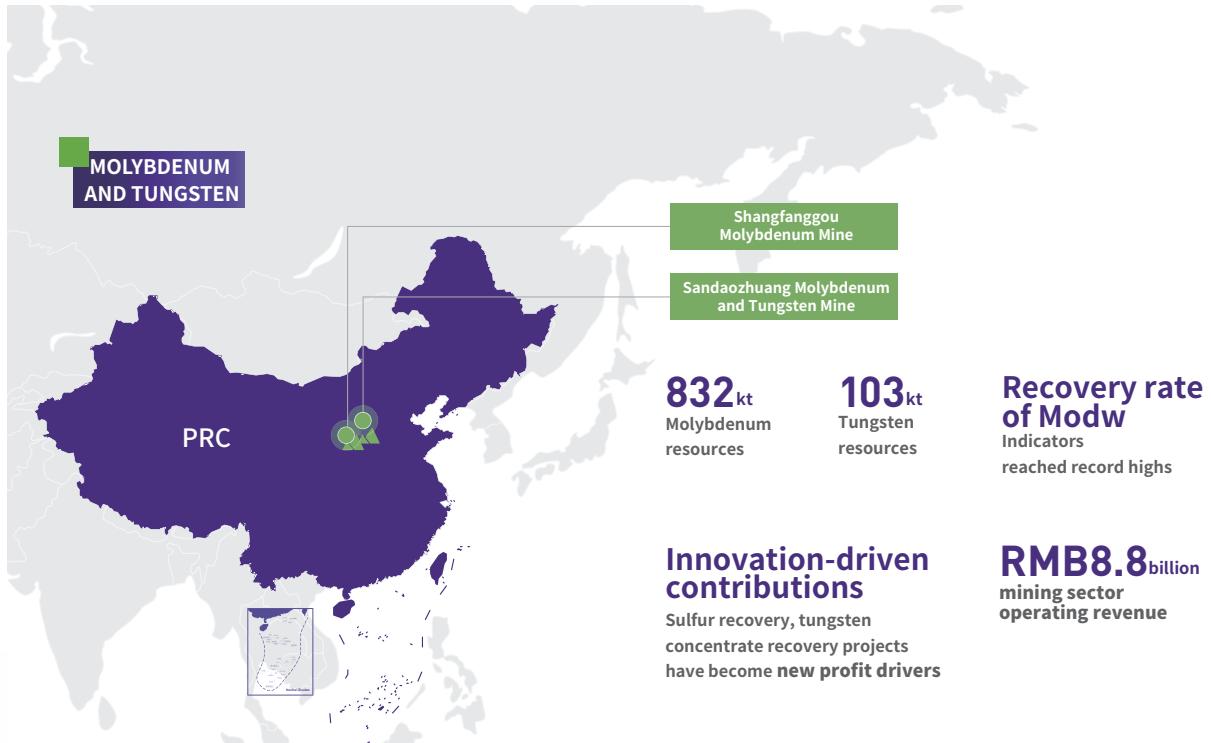 MOLYBDENUM
AND TUNGSTEN
Shangfanggou
Molybdenum Mine
Sandaozhuang Molybdenum
and Tungsten Mine
PRC
832kt
Molybdenum
resources
103kt
Tungsten
resources
Recovery rate
of Modw
Indicators
reached record highs
Innovation-driven
contributions
Sulfur recovery, tungsten
concentrate recovery projects
have become new profit drivers
RMB8.8billion
mining sector
operating revenue